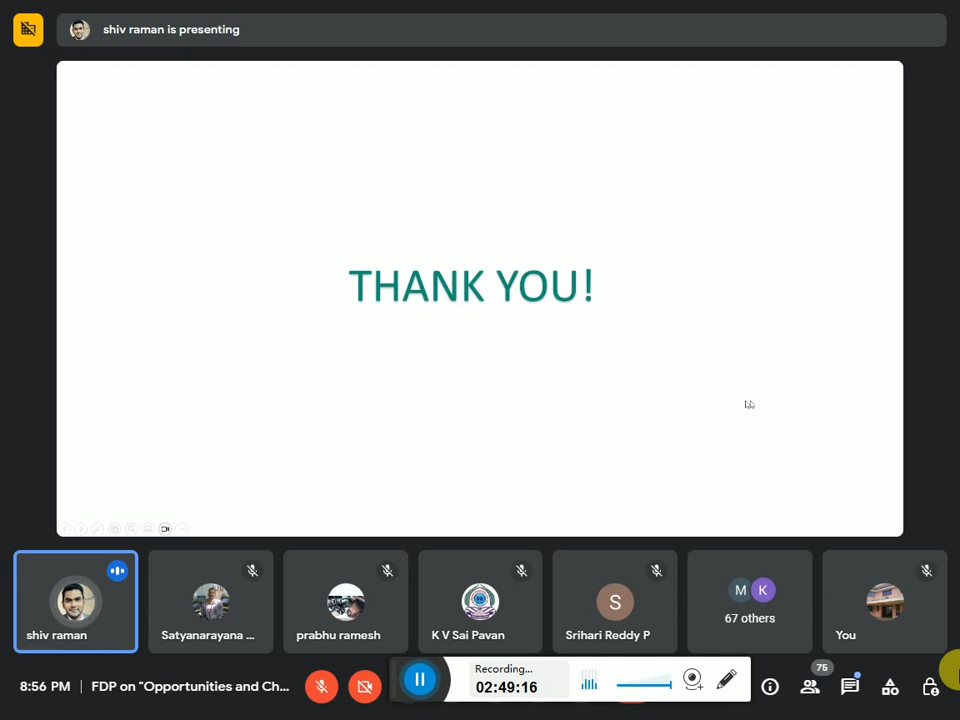 shiv raman is presenting
THANK YOU!
shiv raman
Satyanarayana ...
prabhu ramesh
K V Sai Pavan
S
Srihari Reddy P
M K
67 others
You
8:56 PM | FDP on "Opportunities and Ch...
Recording...
02:49:16
75